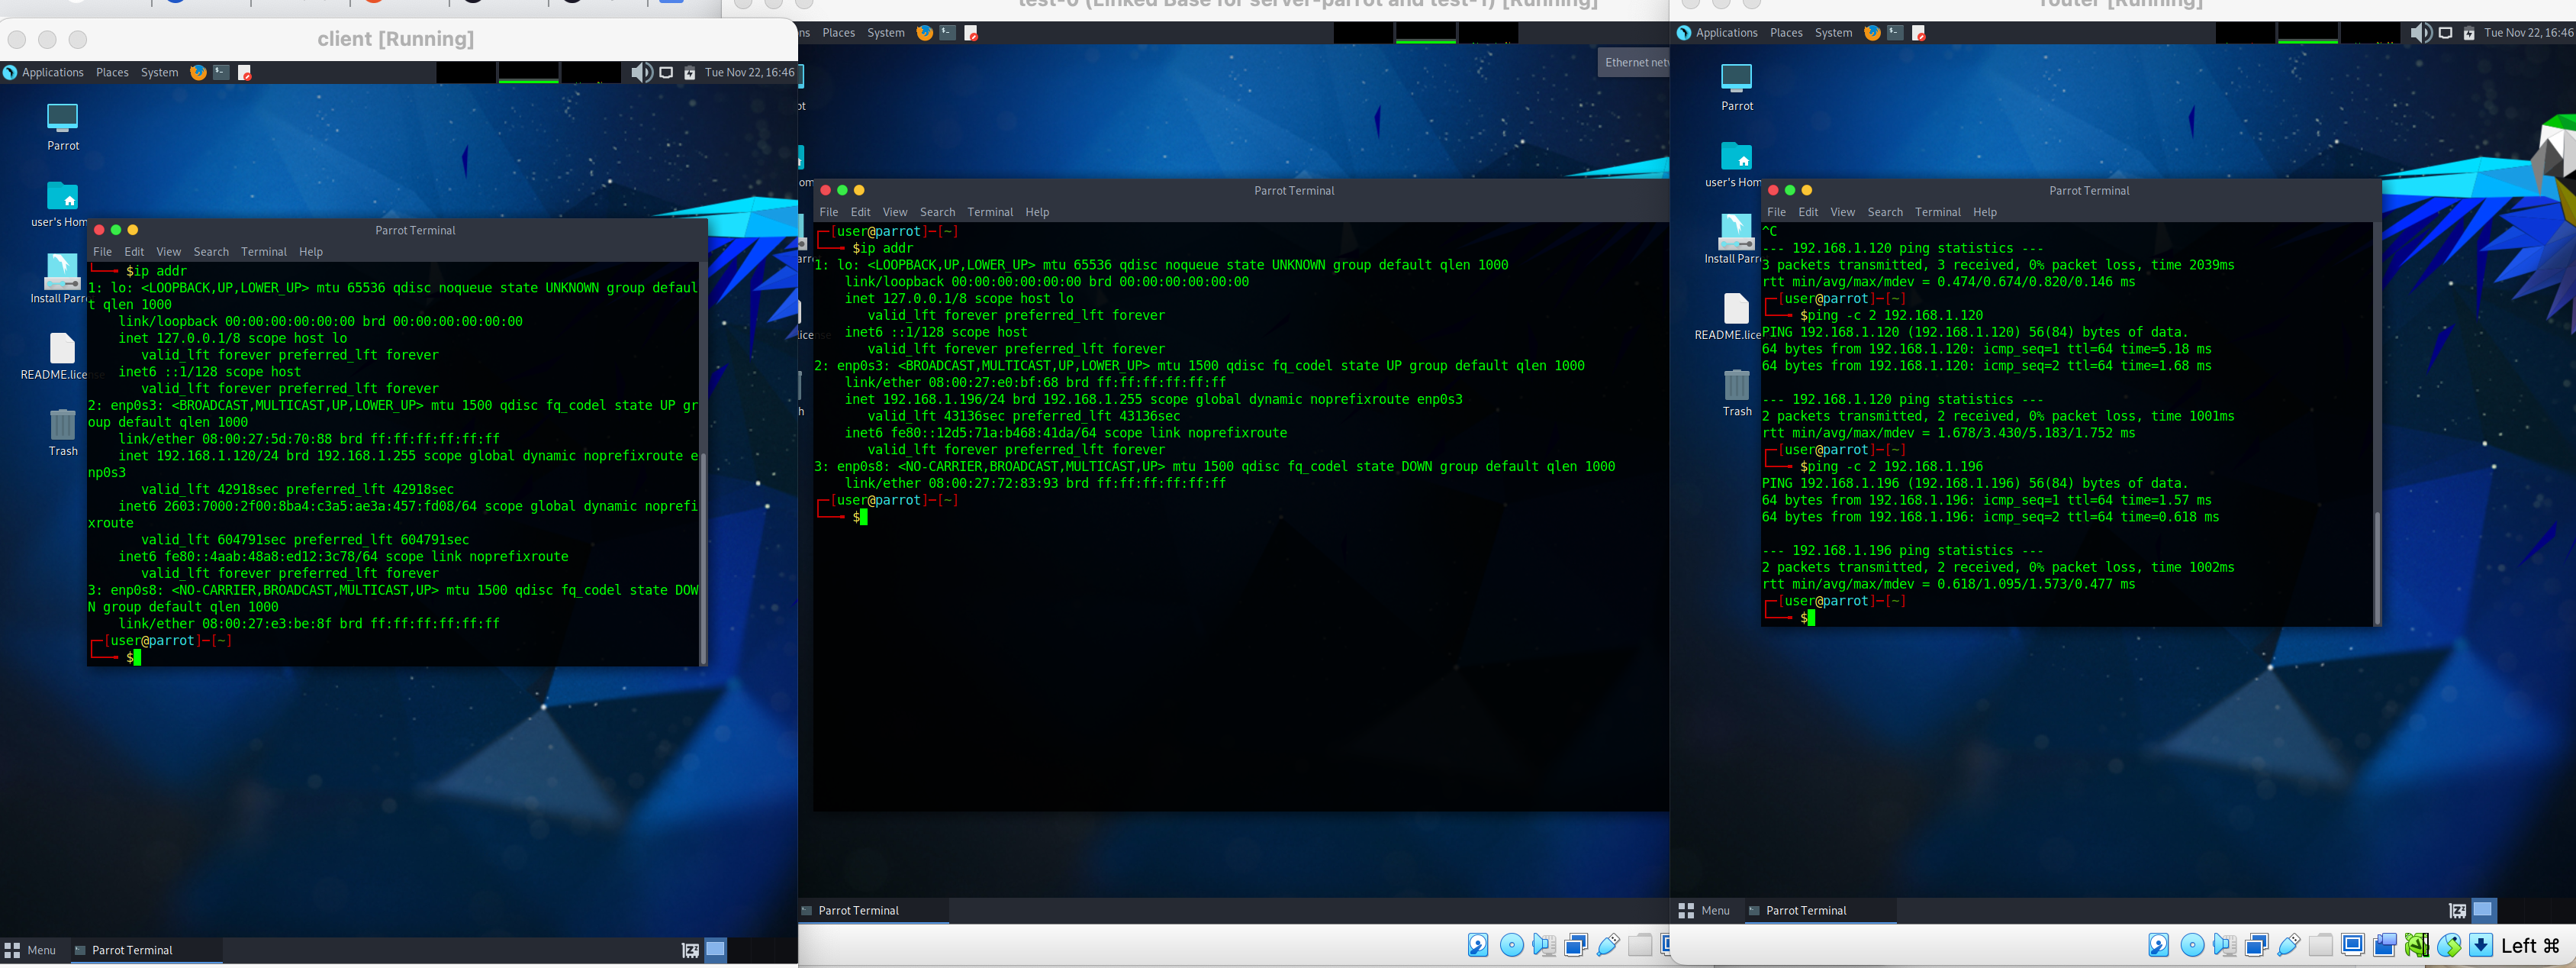 client [Running]
Applications Places System
Tue Nov 22, 16:46
Parrot
user's Hom
Install Parr
README.lice
Trash
Parrot Terminal
File Edit View Search Terminal Help
$ip addr
1: lo: <LOOPBACK,UP,LOWER_UP> mtu 65536 qdisc noqueue state UNKNOWN group defaul
t qlen 1000
link/loopback 00:00:00:00:00:00 brd 00:00:00:00:00:00
inet 127.0.0.1/8 scope host lo
valid_lft forever preferred_lft forever
inet6 ::1/128 scope host
valid_lft forever preferred_lft forever
2: enp0s3: <BROADCAST,MULTICAST,UP,LOWER_UP> mtu 1500 qdisc fq_codel state UP gr
oup default qlen 1000
link/ether 08:00:27:5d:70:88 brd ff:ff:ff:ff:ff:ff
inet 192.168.1.120/24 brd 192.168.1.255 scope global dynamic noprefixroute e
np0s3
valid_lft 42918sec preferred_lft 42918sec
inet6 2603:7000:2f00:8ba4:c3a5:ae3a:457:fd08/64 scope global dynamic noprefi
xroute
valid_lft 604791sec preferred_lft 604791sec
inet6 fe80::4aab:48a8:ed12:3c78/64 scope link noprefixroute
valid_lft forever preferred_lft forever
3: enp0s8: <NO-CARRIER,BROADCAST,MULTICAST,UP> mtu 1500 qdisc fq_codel state DOW
N group default qlen 1000
link/ether 08:00:27:e3:be:8f brd ff:ff:ff:ff:ff:ff
[user@parrot]-[~]
$
Menu Parrot Terminal
test-0 (Linked Base for server-parrot and test-1) [Running]
ns Places System
Ethernet net
Parrot Terminal
File Edit View Search Terminal Help
[user@parrot]-[~]
$ip addr
1: lo: <LOOPBACK,UP,LOWER_UP> mtu 65536 qdisc noqueue state UNKNOWN group default qlen 1000
link/loopback 00:00:00:00:00:00 brd 00:00:00:00:00:00
inet 127.0.0.1/8 scope host lo
valid_lft forever preferred_lft forever
inet6 ::1/128 scope host
valid_lft forever preferred_lft forever
2: enp0s3: <BROADCAST,MULTICAST,UP,LOWER_UP> mtu 1500 qdisc fq_codel state UP group default qlen 1000
link/ether 08:00:27:e0:bf:68 brd ff:ff:ff:ff:ff:ff
inet 192.168.1.196/24 brd 192.168.1.255 scope global dynamic noprefixroute enp0s3
valid_lft 43136sec preferred_lft 43136sec
inet6 fe80::12d5:71a:b468:41da/64 scope link noprefixroute
valid_lft forever preferred_lft forever
3: enp0s8: <NO-CARRIER,BROADCAST,MULTICAST,UP> mtu 1500 qdisc fq_codel state DOWN group default qlen 1000
link/ether 08:00:27:72:83:93 brd ff:ff:ff:ff:ff:ff
[user@parrot]-[~]
$
Parrot Terminal
router [Running]
Applications Places System
Tue Nov 22, 16:46
Parrot
user's Hom
Install Parr
README.lice
Trash
Parrot Terminal
File Edit View Search Terminal Help
^C
--- 192.168.1.120 ping statistics ---
3 packets transmitted, 3 received, 0% packet loss, time 2039ms
rtt min/avg/max/mdev = 0.474/0.674/0.820/0.146 ms
[user@parrot]-[~]
$ping -c 2 192.168.1.120
PING 192.168.1.120 (192.168.1.120) 56(84) bytes of data.
64 bytes from 192.168.1.120: icmp_seq=1 ttl=64 time=5.18 ms
64 bytes from 192.168.1.120: icmp_seq=2 ttl=64 time=1.68 ms
--- 192.168.1.120 ping statistics ---
2 packets transmitted, 2 received, 0% packet loss, time 1001ms
rtt min/avg/max/mdev = 1.678/3.430/5.183/1.752 ms
[user@parrot]-[~]
$ping -c 2 192.168.1.196
PING 192.168.1.196 (192.168.1.196) 56(84) bytes of data.
64 bytes from 192.168.1.196: icmp_seq=1 ttl=64 time=1.57 ms
64 bytes from 192.168.1.196: icmp_seq=2 ttl=64 time=0.618 ms
--- 192.168.1.196 ping statistics ---
2 packets transmitted, 2 received, 0% packet loss, time 1002ms
rtt min/avg/max/mdev = 0.618/1.095/1.573/0.477 ms
[user@parrot]-[~]
$
Menu Parrot Terminal
Left ⌘